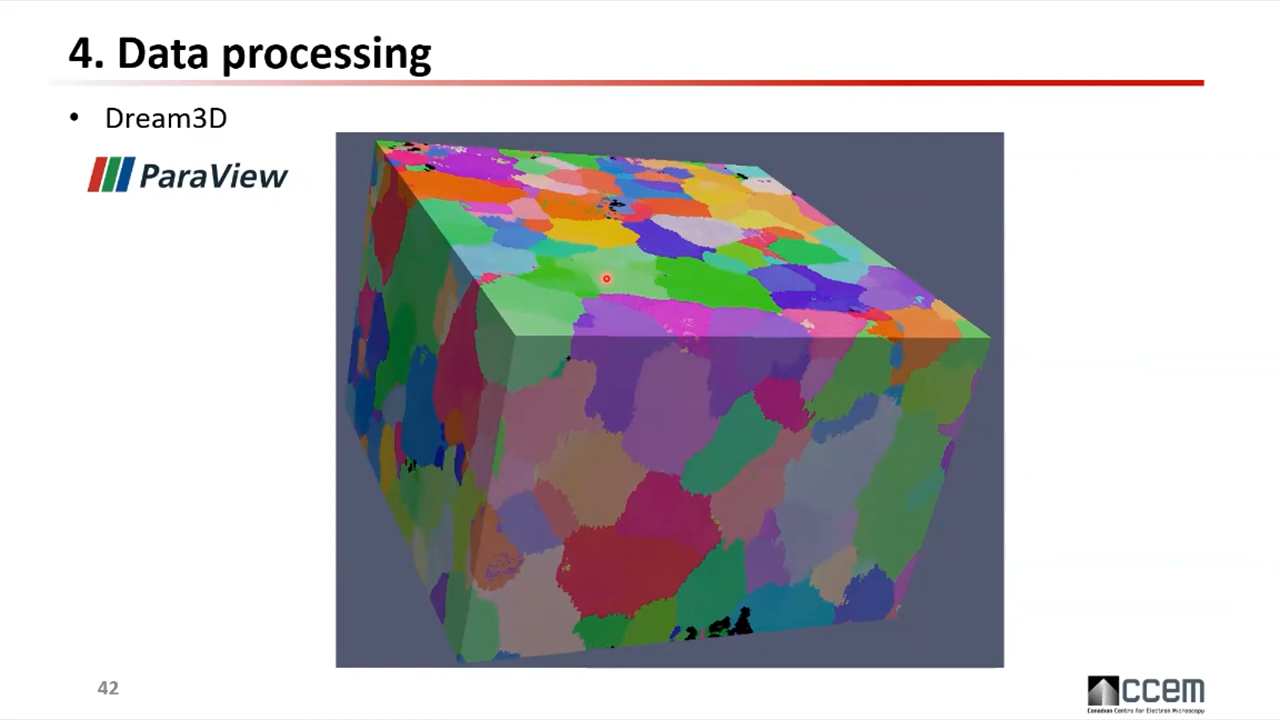 4. Data processing
• Dream3D
ParaView
42
ccem
Canadian Centre for Electron Microscopy